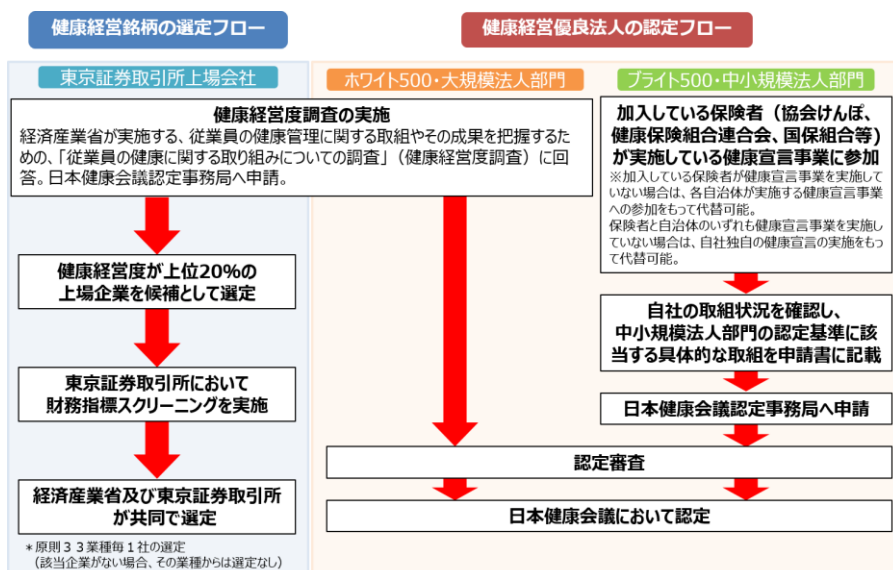 健康経営銘柄の選定フロー
健康経営優良法人の認定フロー
東京証券取引所上場会社
ホワイト500・大規模法人部門
ブライト500・中小規模法人部門
健康経営度調査の実施
経済産業省が実施する、従業員の健康管理に関する取組やその成果を把握するた
めの、「従業員の健康に関する取り組みについての調査」（健康経営度調査）に回
答。日本健康会議認定事務局へ申請。
健康経営度が上位20%の
上場企業を候補として選定
東京証券取引所において
財務指標スクリーニングを実施
経済産業省及び東京証券取引所
が共同で選定
＊原則３３業種毎１社の選定
（該当企業がない場合、その業種からは選定なし）
加入している保険者（協会けんぽ、
健康保険組合連合会、国保組合等)
が実施している健康宣言事業に参加
※加入している保険者が健康宣言事業を実施して
いない場合は、各自治体が実施する健康宣言事業
への参加をもって代替可能。
保険者と自治体のいずれも健康宣言事業を実施
していない場合は、自社独自の健康宣言の実施をもっ
て代替可能。
自社の取組状況を確認し、
中小規模法人部門の認定基準に該
当する具体的な取組を申請書に記載
日本健康会議認定事務局へ申請
認定審査
日本健康会議において認定